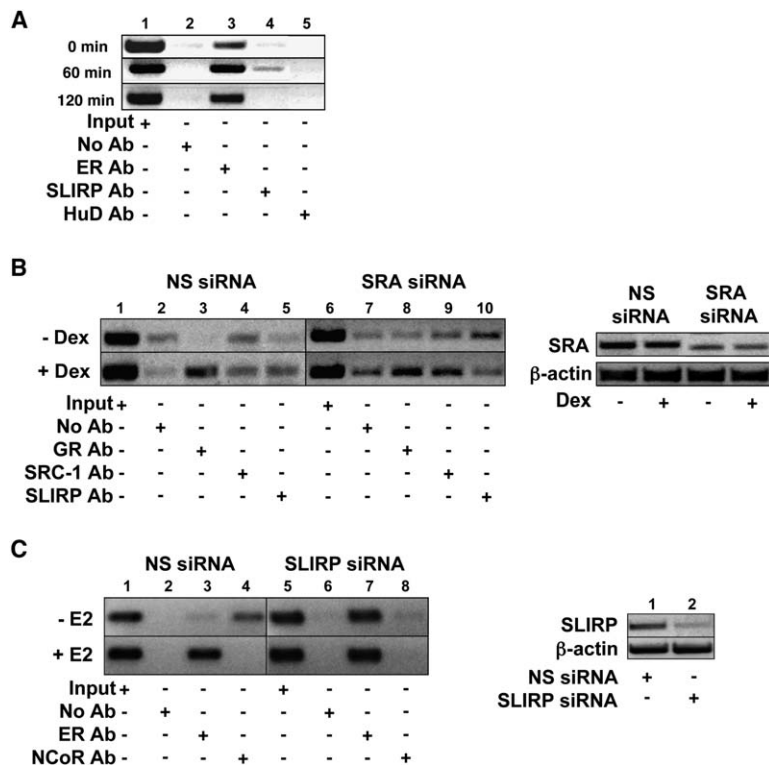 A
1 2 3 4 5
0 min
60 min
120 min
Input + - - - -
No Ab - + - - -
ER Ab - - + - -
SLIRP Ab - - - + -
HuD Ab - - - - +
B
NS siRNA SRA siRNA
1 2 3 4 5 6 7 8 9 10
- Dex
+ Dex
Input + - - - - + - - - -
No Ab - + - - - - + - - -
GR Ab - - + - - - - + - -
SRC-1 Ab - - - + - - - - + -
SLIRP Ab - - - - + - - - - +
NS siRNA SRA siRNA
SRA
β-actin
Dex - + - +
C
NS siRNA SLIRP siRNA
1 2 3 4 5 6 7 8
- E2
+ E2
Input + - - - + - - -
No Ab - + - - - + - -
ER Ab - - + - - - + -
NCoR Ab - - - + - - - +
1 2
SLIRP
β-actin
NS siRNA + -
SLIRP siRNA - +